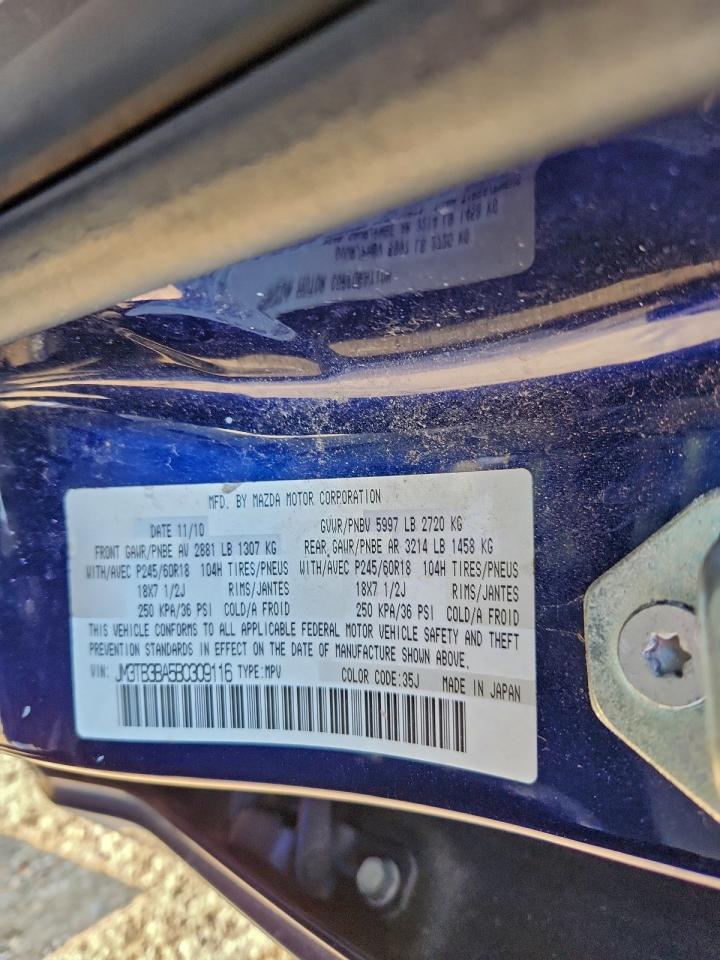 MFD. BY MAZDA MOTOR CORPORATION
DATE 11/10 GVWR/PNBV 5997 LB 2720 KG
FRONT GAWR/PNBE AV 2881 LB 1307 KG REAR GAWR/PNBE AR 3214 LB 1458 KG
WITH/AVEC P245/60R18 104H TIRES/PNEUS WITH/AVEC P245/60R18 104H TIRES/PNEUS
18X7 1/2J RIMS/JANTES 18X7 1/2J RIMS/JANTES
250 KPA/36 PSI COLD/A FROID 250 KPA/36 PSI COLD/A FROID
THIS VEHICLE CONFORMS TO ALL APPLICABLE FEDERAL MOTOR VEHICLE SAFETY AND THEFT
PREVENTION STANDARDS IN EFFECT ON THE DATE OF MANUFACTURE SHOWN ABOVE.
VIN: JM3TB3BA5B0309116 TYPE:MPV COLOR CODE:35J MADE IN JAPAN